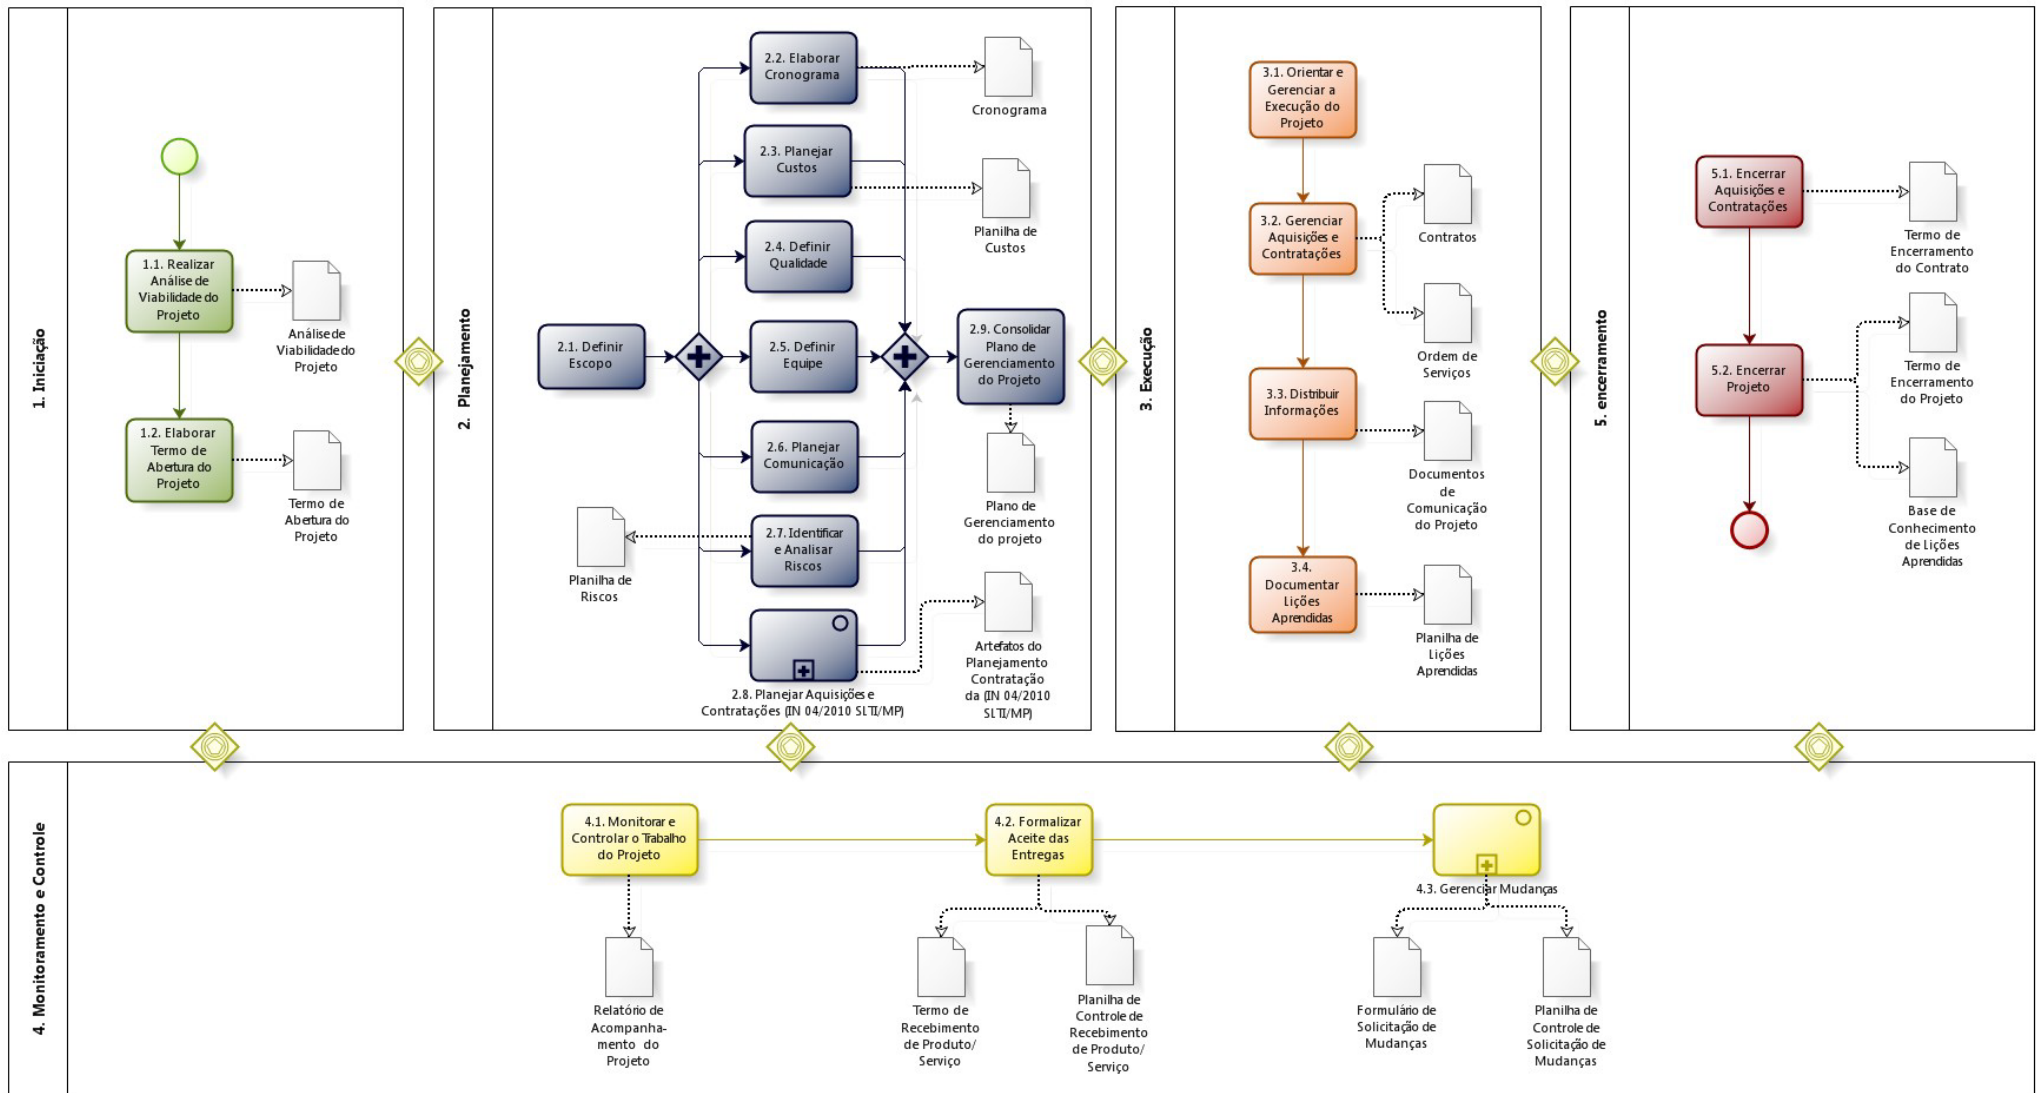 1. Iniciação
1.1. Realizar
Análise de
Viabilidade do
Projeto
Análise de
Viabilidade do
Projeto
1.2. Elaborar
Termo de
Abertura do
Projeto
Termo de
Abertura do
Projeto
2. Planejamento
2.1. Definir
Escopo
2.2. Elaborar
Cronograma
Cronograma
2.3. Planejar
Custos
Planilha de
Custos
2.4. Definir
Qualidade
2.5. Definir
Equipe
2.6. Planejar
Comunicação
2.7. Identificar
e Analisar
Riscos
Planilha de
Riscos
2.8. Planejar Aquisições e
Contratações (IN 04/2010 SLTI/MP)
Artefatos do
Planejamento
Contratação
da (IN 04/2010
SLTI/MP)
2.9. Consolidar
Plano de
Gerenciamento
do Projeto
Plano de
Gerenciamento
do projeto
3. Execução
3.1. Orientar e
Gerenciar a
Execução do
Projeto
3.2. Gerenciar
Aquisições e
Contratações
Contratos
Ordem de
Serviços
3.3. Distribuir
Informações
Documentos
de
Comunicação
do Projeto
3.4.
Documentar
Lições
Aprendidas
Planilha de
Lições
Aprendidas
5. encerramento
5.1. Encerrar
Aquisições e
Contratações
Termo de
Encerramento
do Contrato
5.2. Encerrar
Projeto
Termo de
Encerramento
do Projeto
Base de
Conhecimento
de Lições
Aprendidas
4. Monitoramento e Controle
4.1. Monitorar e
Controlar o Trabalho
do Projeto
Relatório de
Acompanha-
mento do
Projeto
4.2. Formalizar
Aceite das
Entregas
Termo de
Recebimento
de Produto/
Serviço
Planilha de
Controle de
Recebimento
de Produto/
Serviço
4.3. Gerenciar Mudanças
Formulário de
Solicitação de
Mudanças
Planilha de
Controle de
Solicitação de
Mudanças